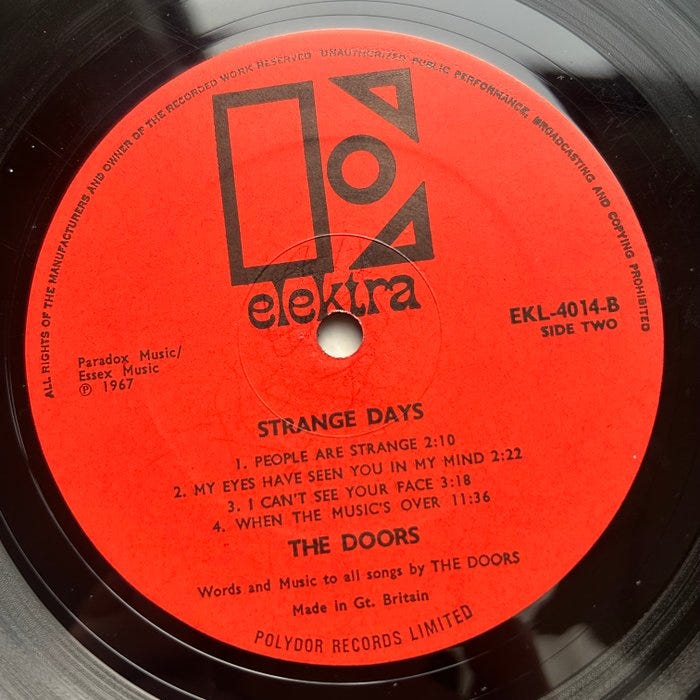 ALL RIGHTS OF THE MANUFACTURERS AND OWNER OF THE RECORDED WORK RESERVED UNAUTHORIZED PUBLIC PERFORMANCE, BROADCASTING AND COPYING PROHIBITED
elektra
EKL-4014-B
SIDE TWO
Paradox Music/
Essex Music
℗ 1967
STRANGE DAYS
1. PEOPLE ARE STRANGE 2:10
2. MY EYES HAVE SEEN YOU IN MY MIND 2:22
3. I CAN'T SEE YOUR FACE 3:18
4. WHEN THE MUSIC'S OVER 11:36
THE DOORS
Words and Music to all songs by THE DOORS
Made in Gt. Britain
POLYDOR RECORDS LIMITED